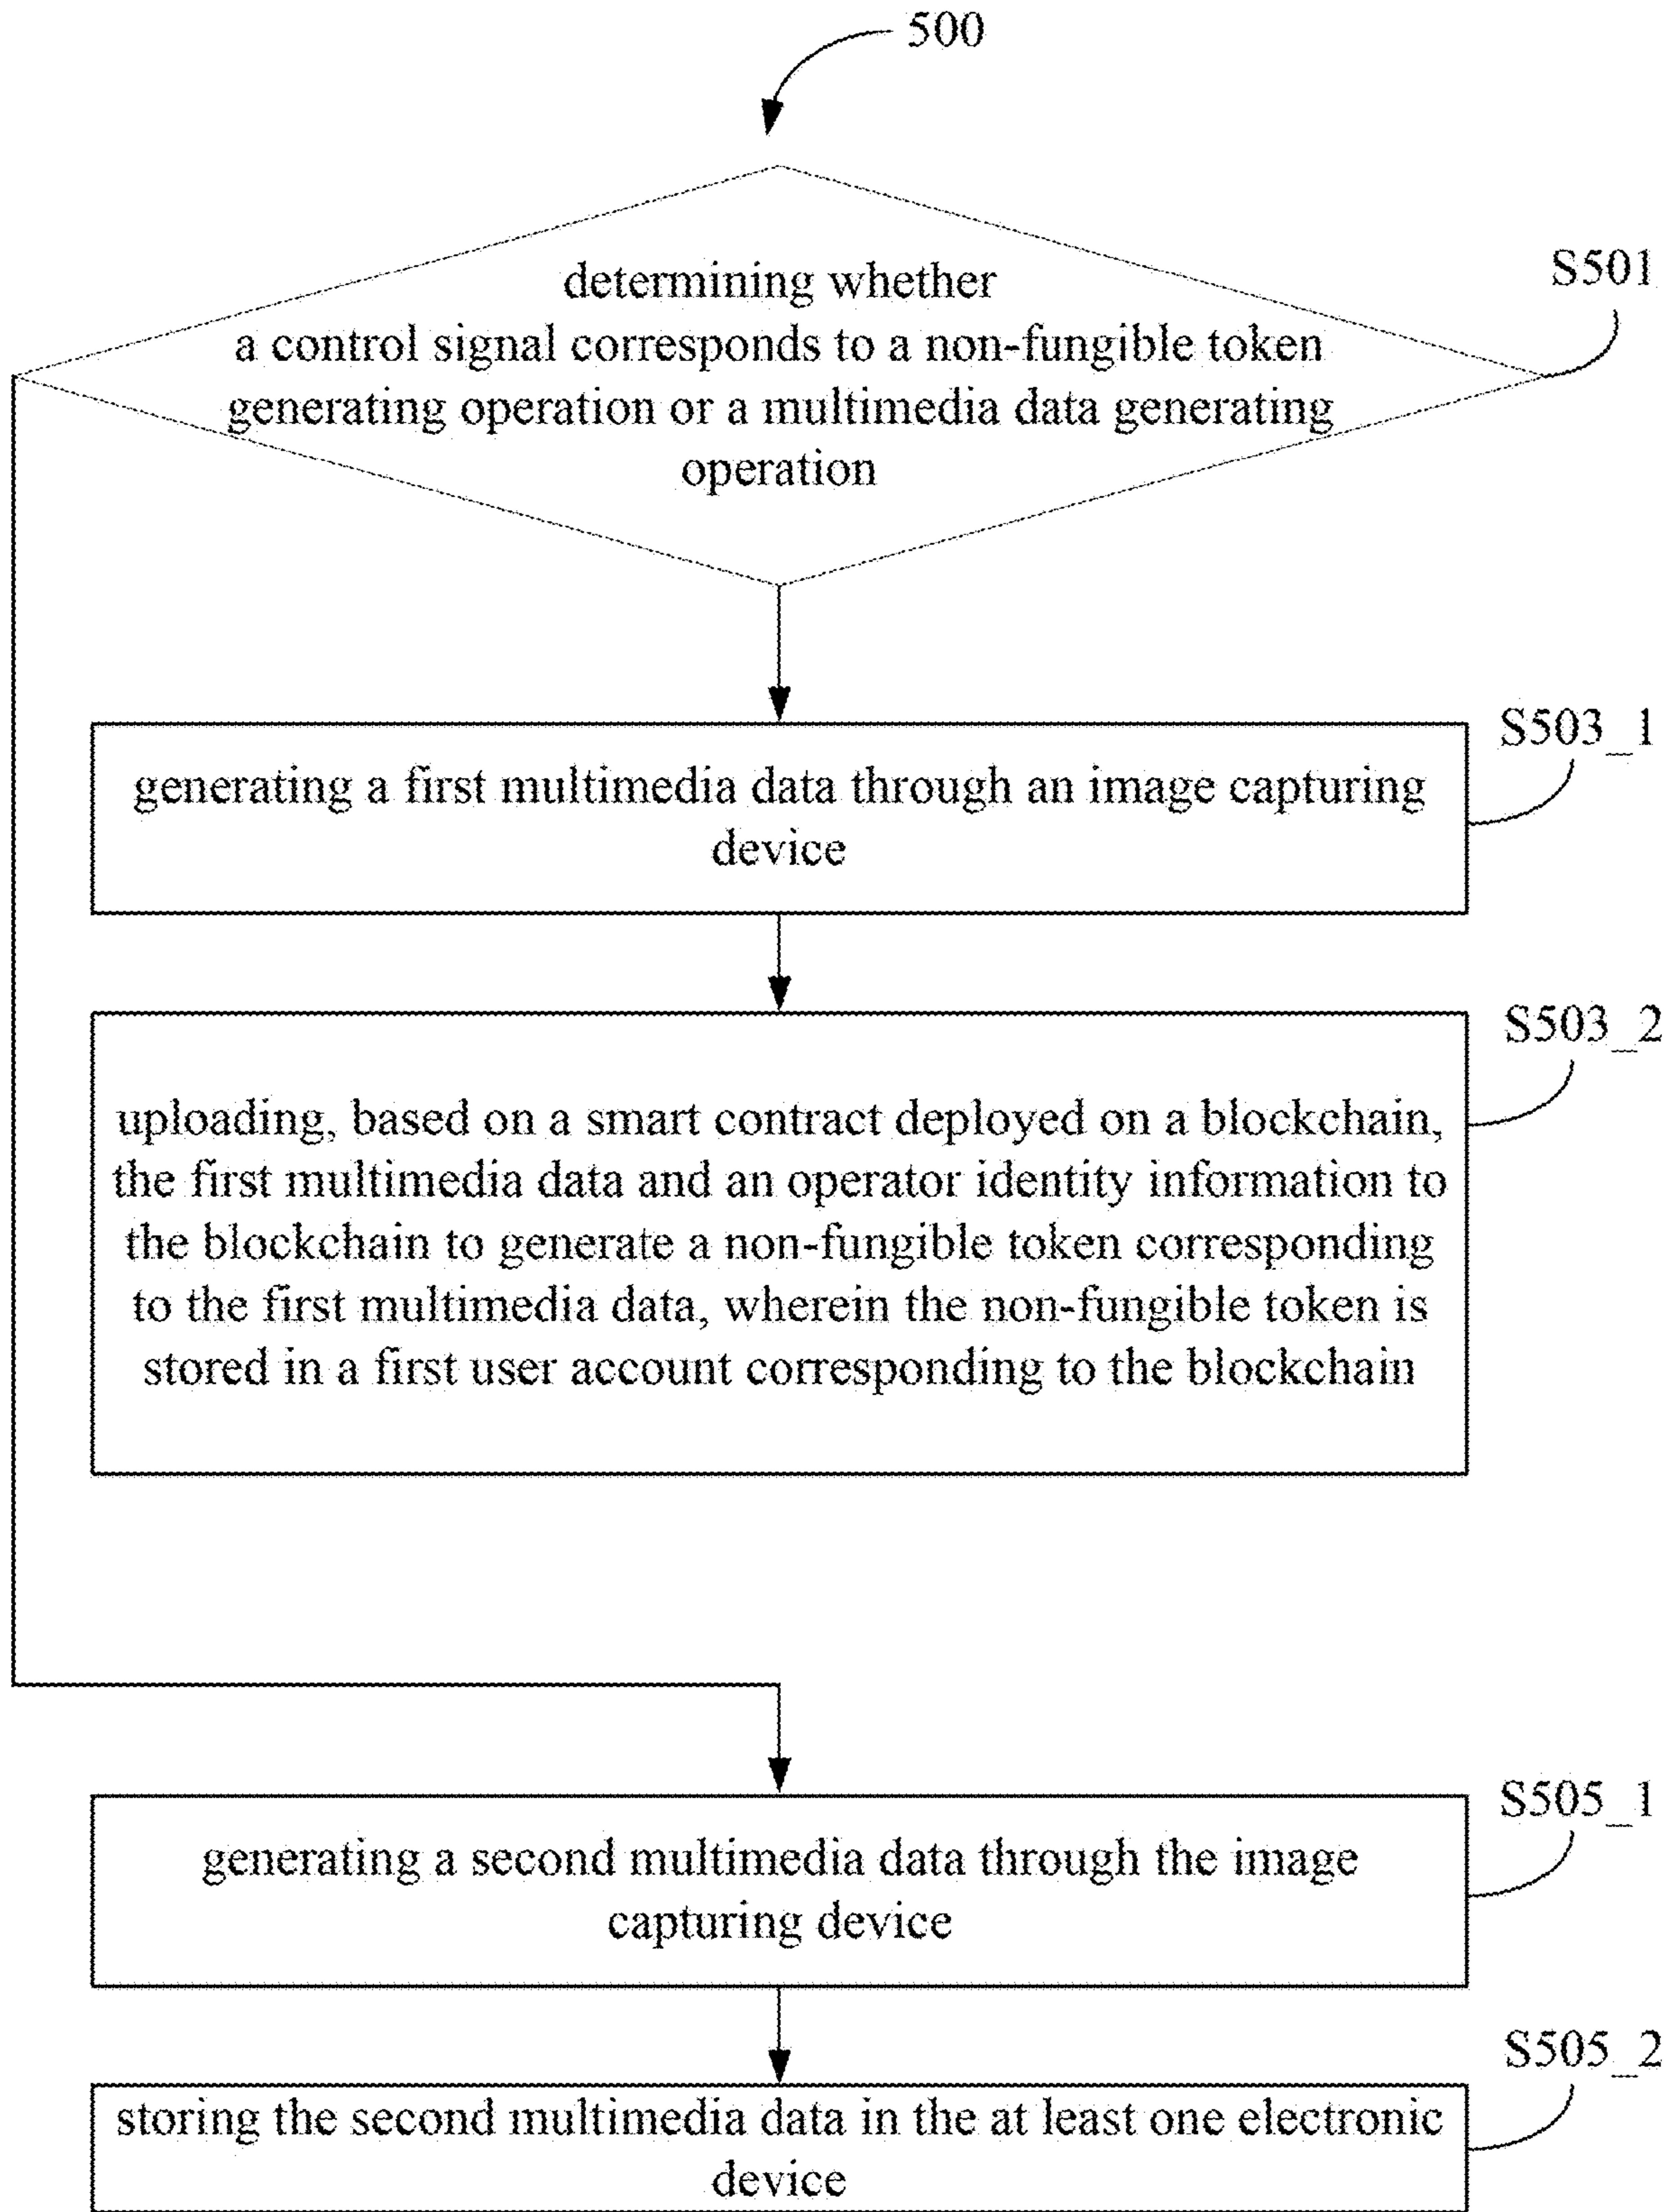 500
S501
determining whether
a control signal corresponds to a non-fungible token
generating operation or a multimedia data generating
operation
S503_1
generating a first multimedia data through an image capturing
device
S503_2
uploading, based on a smart contract deployed on a blockchain,
the first multimedia data and an operator identity information to
the blockchain to generate a non-fungible token corresponding
to the first multimedia data, wherein the non-fungible token is
stored in a first user account corresponding to the blockchain
S505_1
generating a second multimedia data through the image
capturing device
S505_2
storing the second multimedia data in the at least one electronic
device